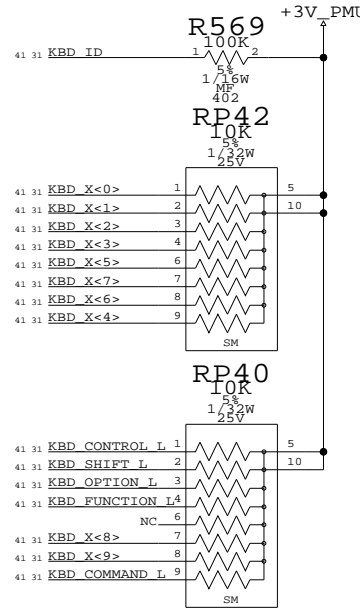 +3V_PMU
R569
100K
41 31 KBD_ID 1 2
5%
1/16W
MF
402
RP42
10K
5%
1/32W
25V
41 31 KBD_X<0> 1 5
41 31 KBD_X<1> 2 10
41 31 KBD_X<2> 3
41 31 KBD_X<3> 4
41 31 KBD_X<5> 6
41 31 KBD_X<7> 7
41 31 KBD_X<6> 8
41 31 KBD_X<4> 9
SM
RP40
10K
5%
1/32W
25V
41 31 KBD_CONTROL_L 1 5
41 31 KBD_SHIFT_L 2 10
41 31 KBD_OPTION_L 3
41 31 KBD_FUNCTION_L 4
NC 6
41 31 KBD_X<8> 7
41 31 KBD_X<9> 8
41 31 KBD_COMMAND_L 9
SM